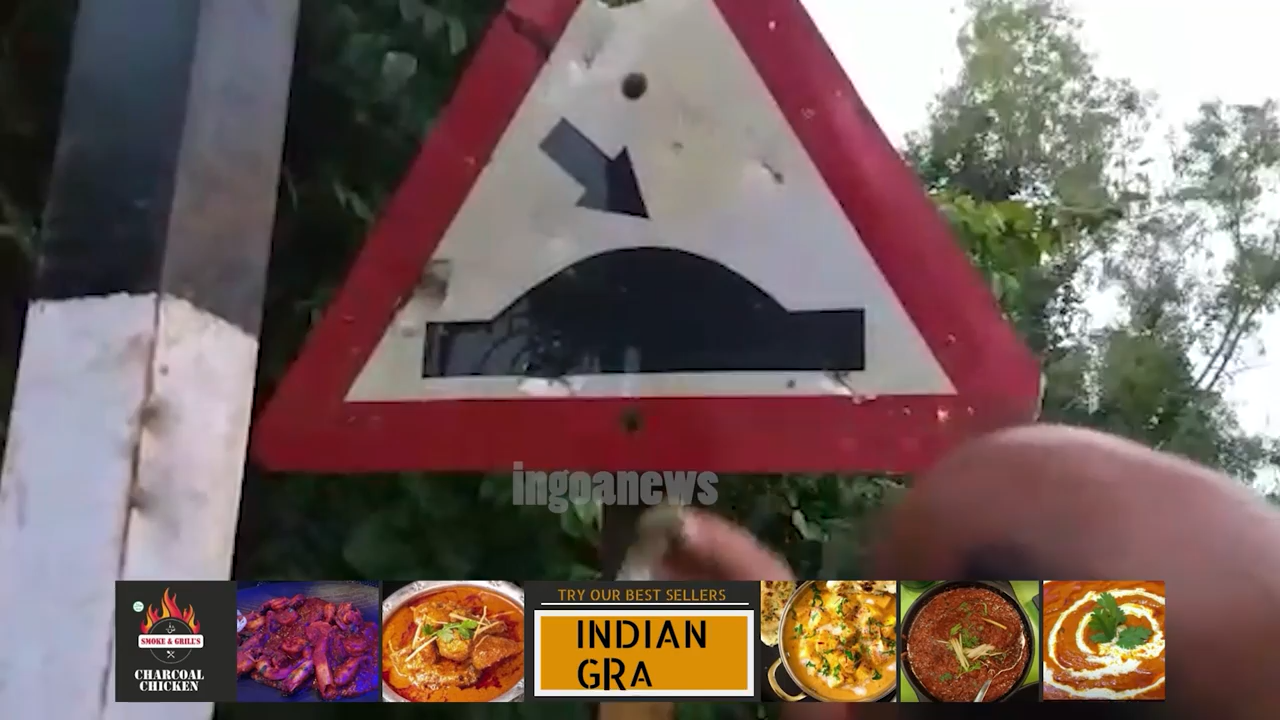 ingoanews
TRY OUR BEST SELLERS
INDIAN
GRA
SMOKE & GRILL'S
CHARCOAL
CHICKEN